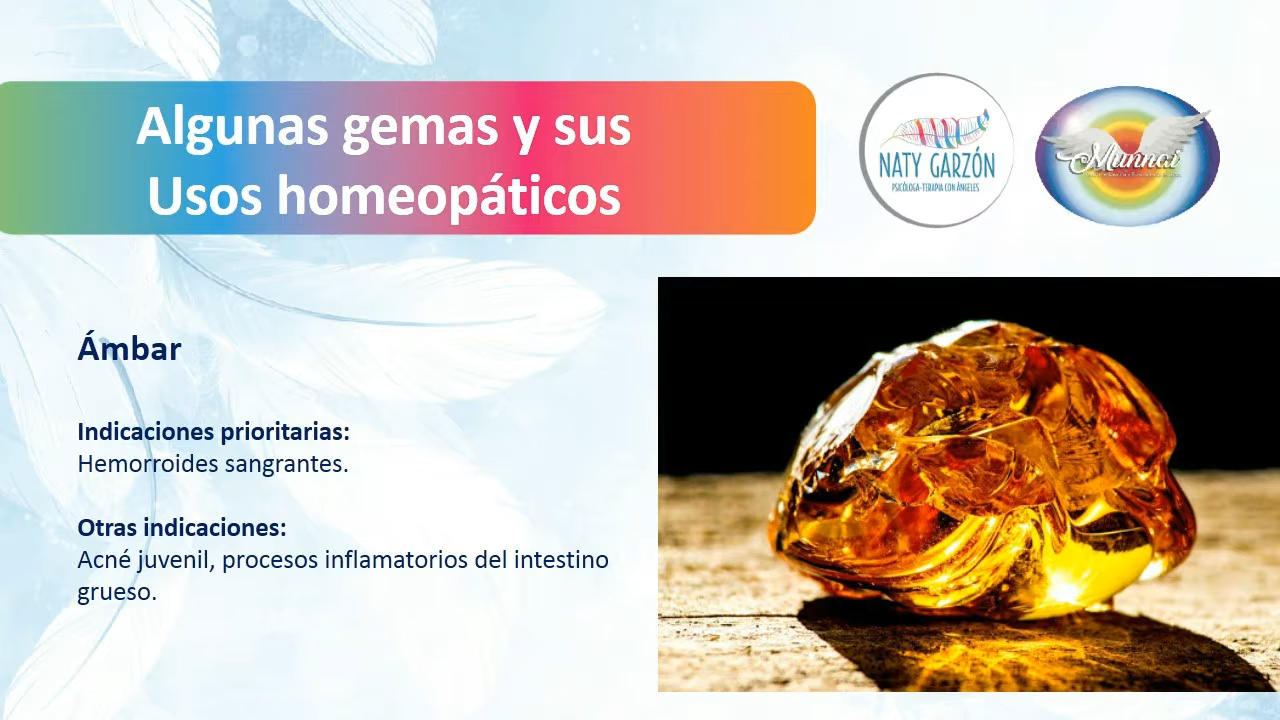 Algunas gemas y sus
Usos homeopáticos
NATY GARZÓN
PSICÓLOGA-TERAPIA CON ÁNGELES
Munnai
Ámbar
Indicaciones prioritarias:
Hemorroides sangrantes.
Otras indicaciones:
Acné juvenil, procesos inflamatorios del intestino
grueso.